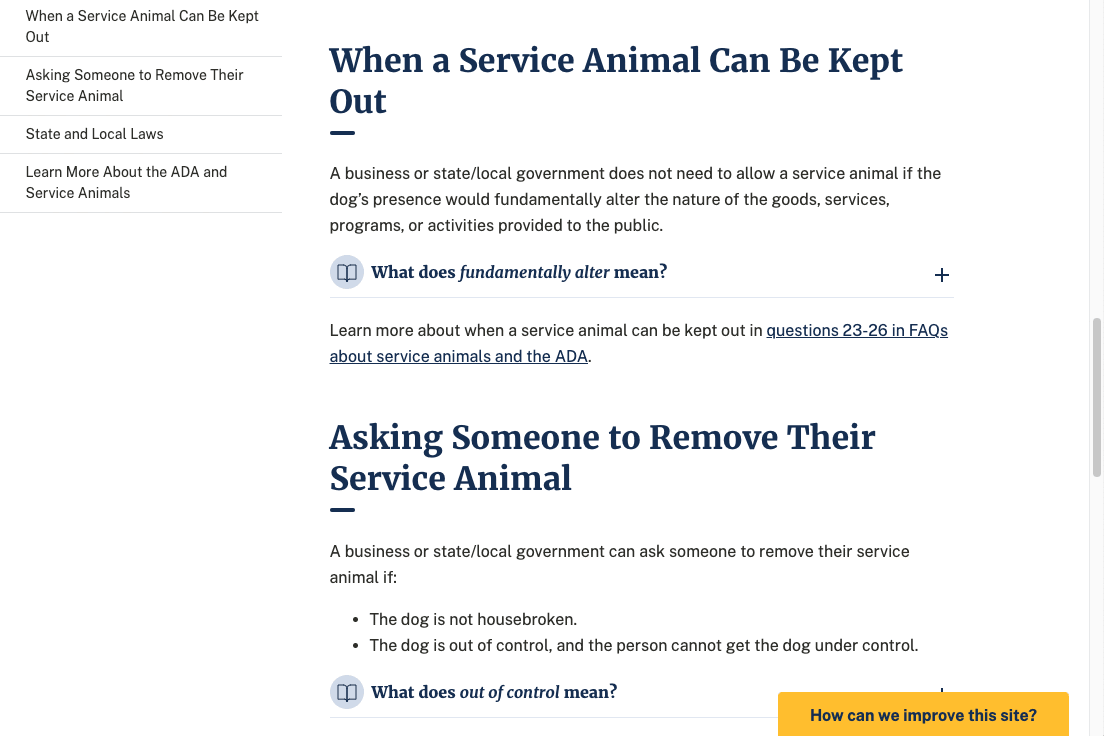 When a Service Animal Can Be Kept
Out
Asking Someone to Remove Their
Service Animal
State and Local Laws
Learn More About the ADA and
Service Animals
When a Service Animal Can Be Kept
Out
A business or state/local government does not need to allow a service animal if the
dog’s presence would fundamentally alter the nature of the goods, services,
programs, or activities provided to the public.
What does fundamentally alter mean?
Learn more about when a service animal can be kept out in questions 23-26 in FAQs
about service animals and the ADA.
Asking Someone to Remove Their
Service Animal
A business or state/local government can ask someone to remove their service
animal if:
• The dog is not housebroken.
• The dog is out of control, and the person cannot get the dog under control.
What does out of control mean?
How can we improve this site?